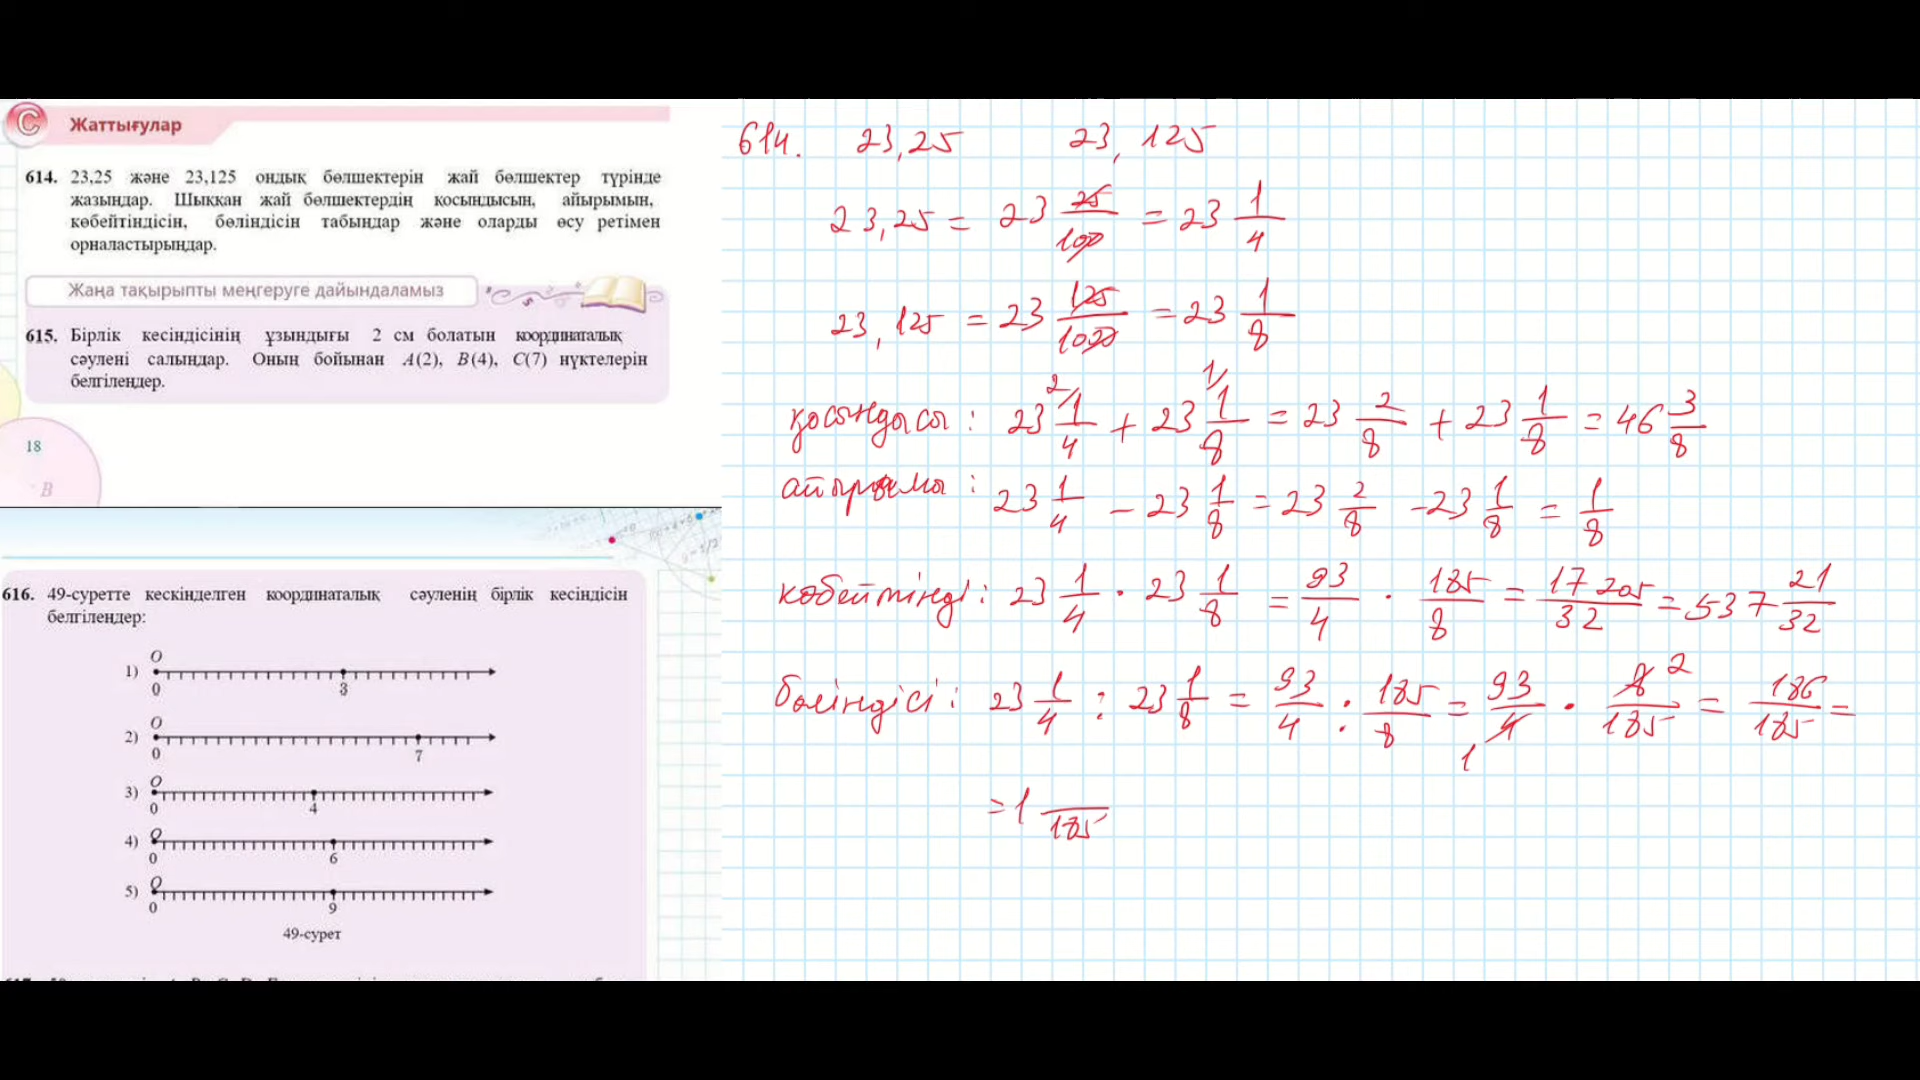 C Жаттығулар
614. 23,25 және 23,125 ондық бөлшектерін жай бөлшектер түрінде
жазыңдар. Шыққан жай бөлшектердің қосындысын, айырымын,
көбейтіндісін, бөліндісін табыңдар және оларды өсу ретімен
орналастырыңдар.
Жаңа тақырыпты меңгеруге дайындаламыз
615. Бірлік кесіндісінің ұзындығы 2 см болатын координаталық
сәулені салыңдар. Оның бойынан A(2), B(4), C(7) нүктелерін
белгілеңдер.
18
B
616. 49-суретте кескінделген координаталық сәуленің бірлік кесіндісін
белгілеңдер:
1) O 0 3
2) O 0 7
3) O 0 4
4) O 0 6
5) O 0 9
49-сурет
614. 23,25 23,125
23,25 = 23 25/100 = 23 1/4
23,125 = 23 125/1000 = 23 1/8
қосындысы: 23 2/1/4 + 23 1/1/8 = 23 2/8 + 23 1/8 = 46 3/8
айырымы: 23 1/4 - 23 1/8 = 23 2/8 - 23 1/8 = 1/8
көбейтінді: 23 1/4 · 23 1/8 = 93/4 · 185/8 = 17205/32 = 537 21/32
бөліндісі: 23 1/4 : 23 1/8 = 93/4 : 185/8 = 93/4 1 · 8 2/185 = 186/185 =
= 1 /185